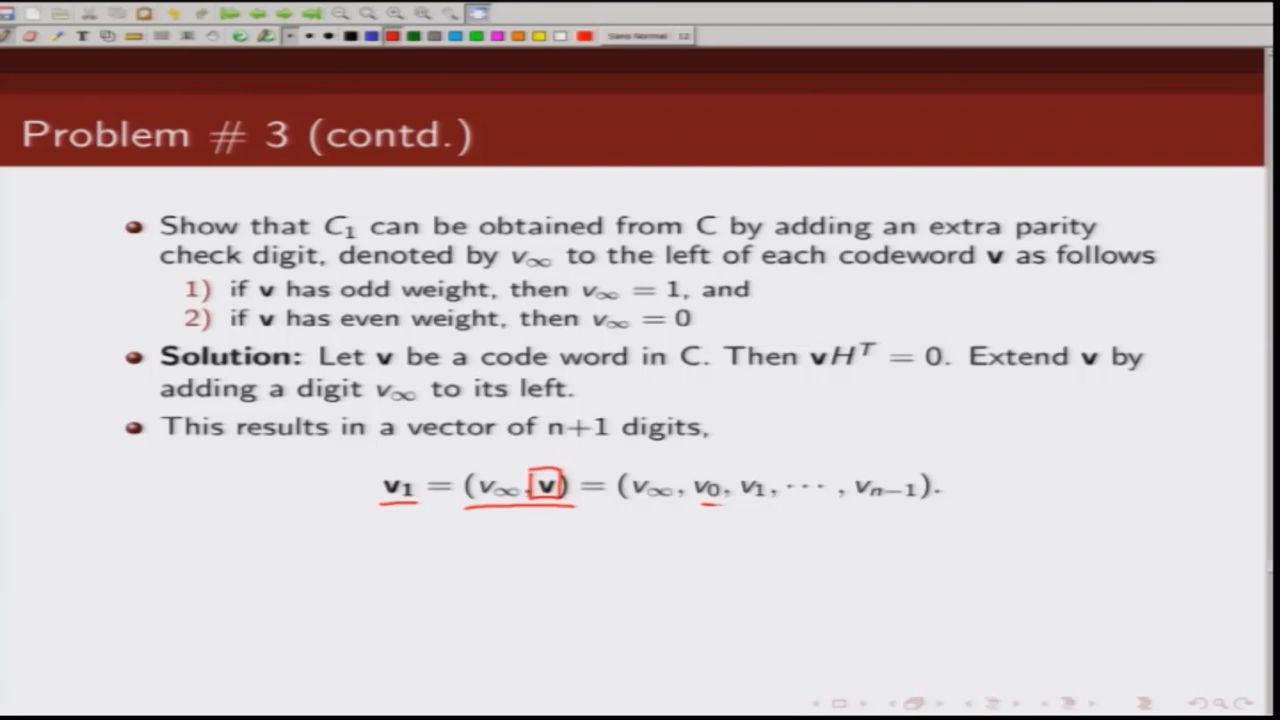 Sans Normal 12
Problem # 3 (contd.)
Show that C₁ can be obtained from C by adding an extra parity
check digit, denoted by v∞ to the left of each codeword v as follows
1) if v has odd weight, then v∞ = 1, and
2) if v has even weight, then v∞ = 0
Solution: Let v be a code word in C. Then vHᵀ = 0. Extend v by
adding a digit v∞ to its left.
This results in a vector of n+1 digits,
v₁ = (v∞, v) = (v∞, v₀, v₁, ⋯ , vₙ₋₁).